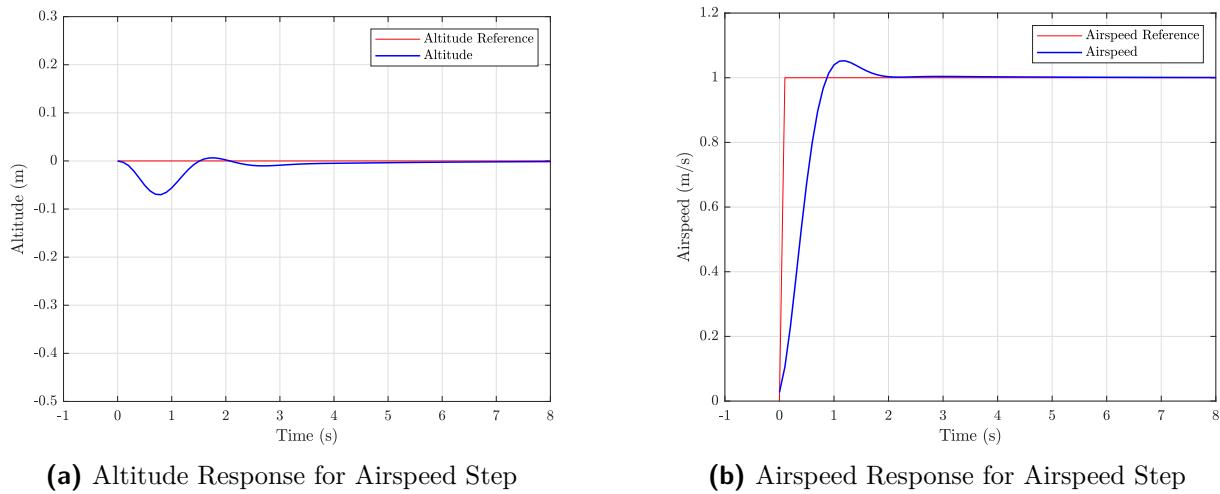 0.3
0.2
0.1
0
-0.1
-0.2
-0.3
-0.4
-0.5
Altitude (m)
-1 0 1 2 3 4 5 6 7 8
Time (s)
Altitude Reference
Altitude
(a) Altitude Response for Airspeed Step
1.2
1
0.8
0.6
0.4
0.2
0
Airspeed (m/s)
-1 0 1 2 3 4 5 6 7 8
Time (s)
Airspeed Reference
Airspeed
(b) Airspeed Response for Airspeed Step